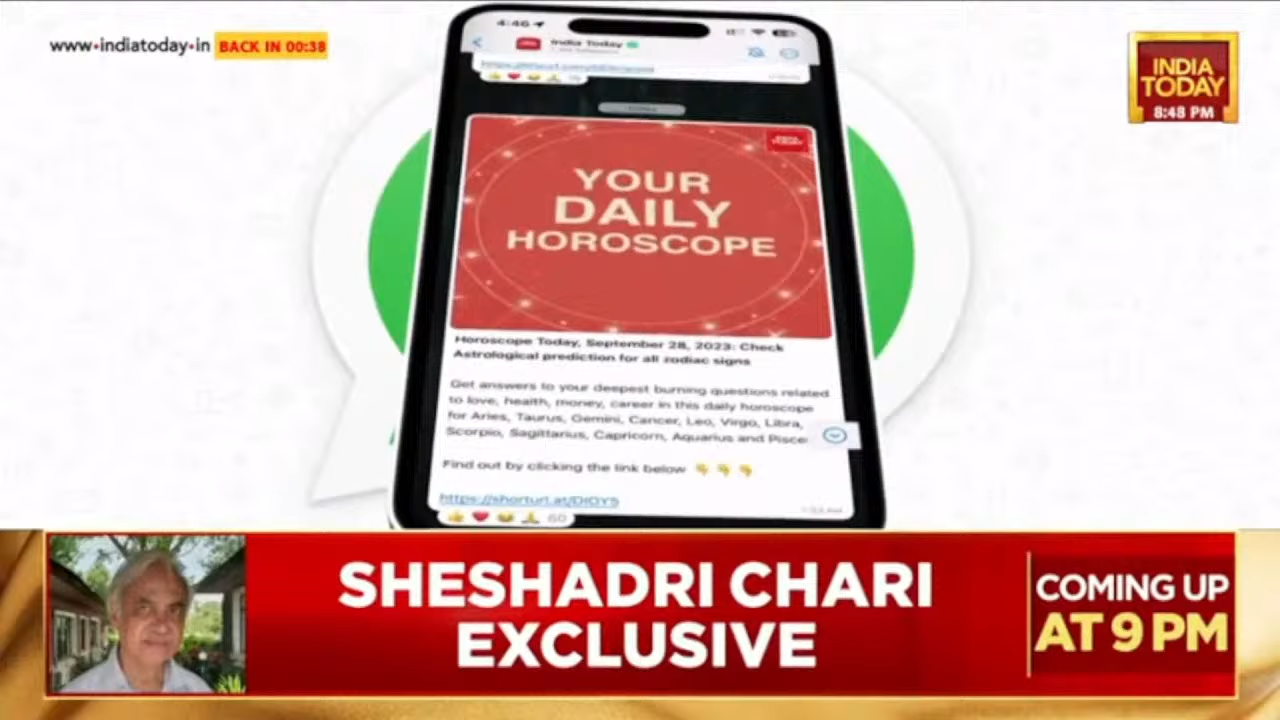 www•indiatoday•in
BACK IN 00:38
INDIA
TODAY
8:48 PM
4:46
India Today
YOUR
DAILY
HOROSCOPE
Horoscope Today, September 28, 2023: Check
Astrological prediction for all zodiac signs
Get answers to your deepest burning questions related
to love, health, money, career in this daily horoscope
for Aries, Taurus, Gemini, Cancer, Leo, Virgo, Libra,
Scorpio, Sagittarius, Capricorn, Aquarius and Pisce
Find out by clicking the link below 👇👇👇
https://shorturl.at/DIOY5
60
SHESHADRI CHARI
EXCLUSIVE
COMING UP
AT 9 PM